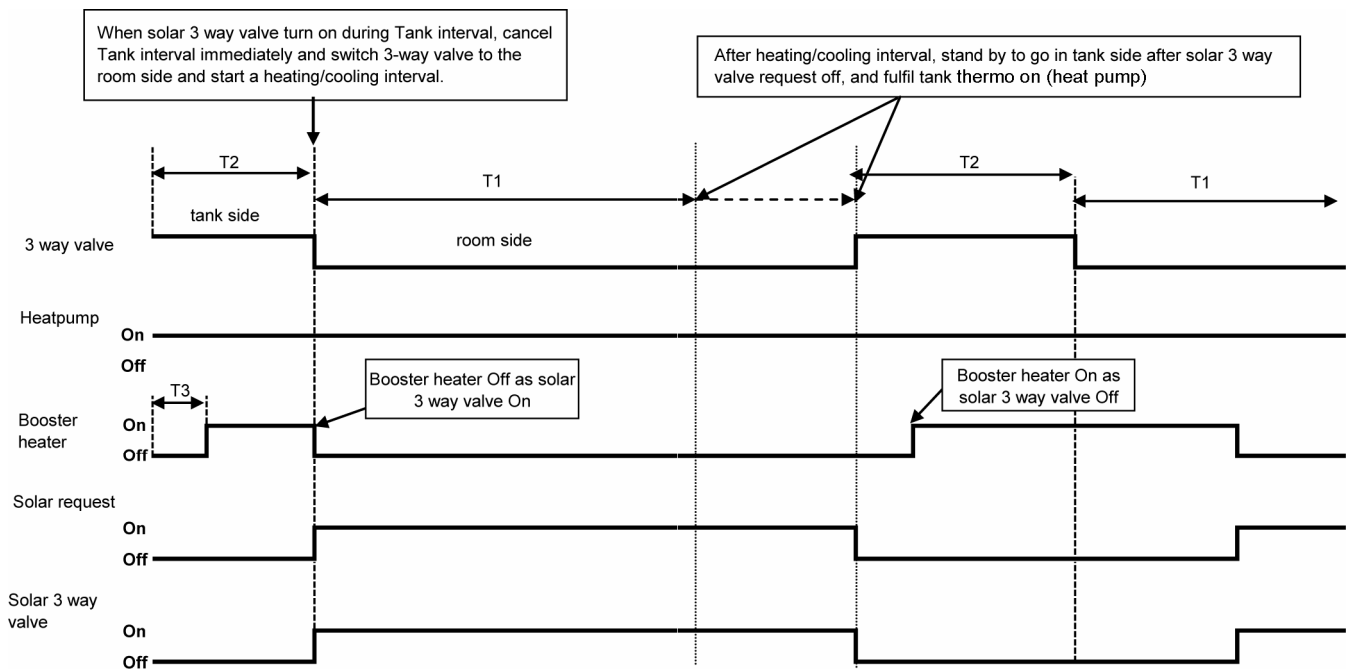 When solar 3 way valve turn on during Tank interval, cancel
Tank interval immediately and switch 3-way valve to the
room side and start a heating/cooling interval.
After heating/cooling interval, stand by to go in tank side after solar 3 way
valve request off, and fulfil tank thermo on (heat pump)
T2
T1
T2
T1
tank side
room side
3 way valve
Heatpump
On
Off
T3
Booster heater Off as solar
3 way valve On
Booster heater On as
solar 3 way valve Off
Booster
heater
On
Off
Solar request
On
Off
Solar 3 way
valve
On
Off